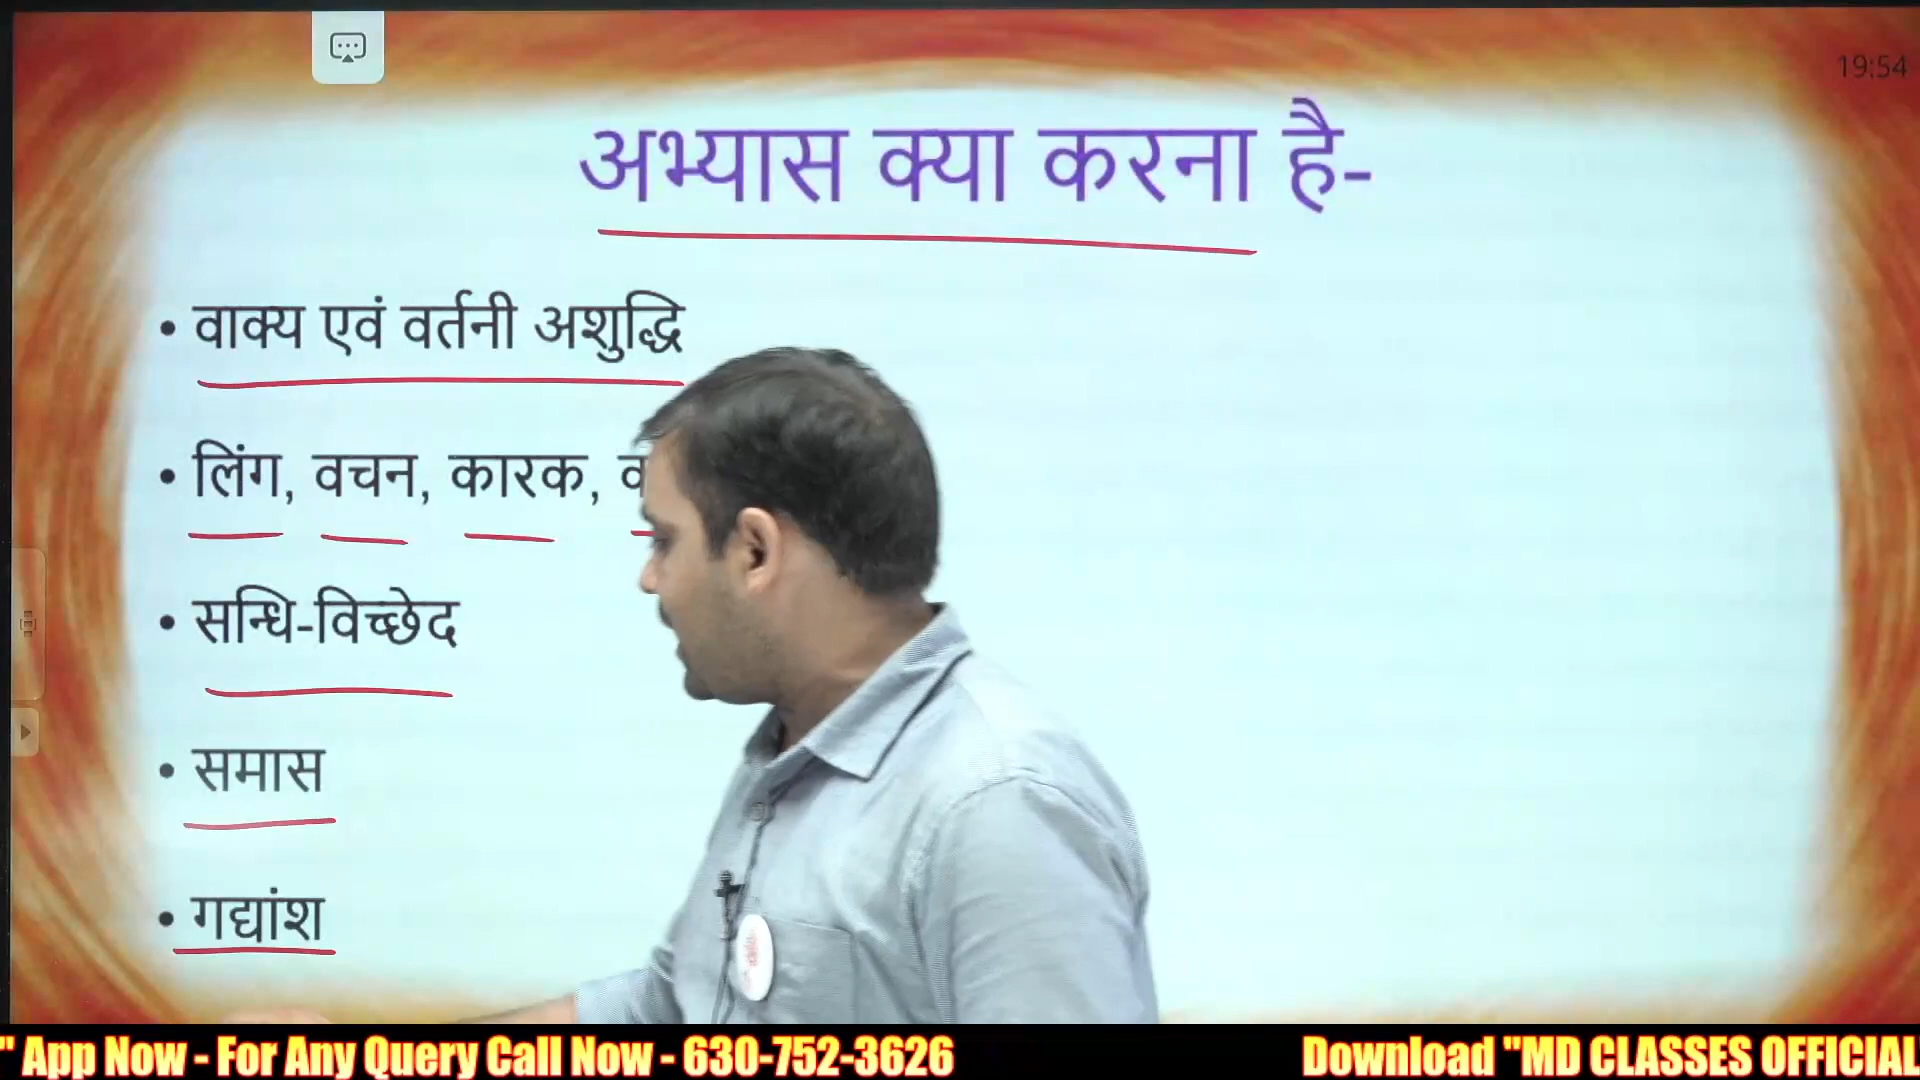 19:54
अभ्यास क्या करना है-
• वाक्य एवं वर्तनी अशुद्धि
• लिंग, वचन, कारक,
• सन्धि-विच्छेद
• समास
• गद्यांश
" App Now - For Any Query Call Now - 630-752-3626 Download "MD CLASSES OFFICIAL